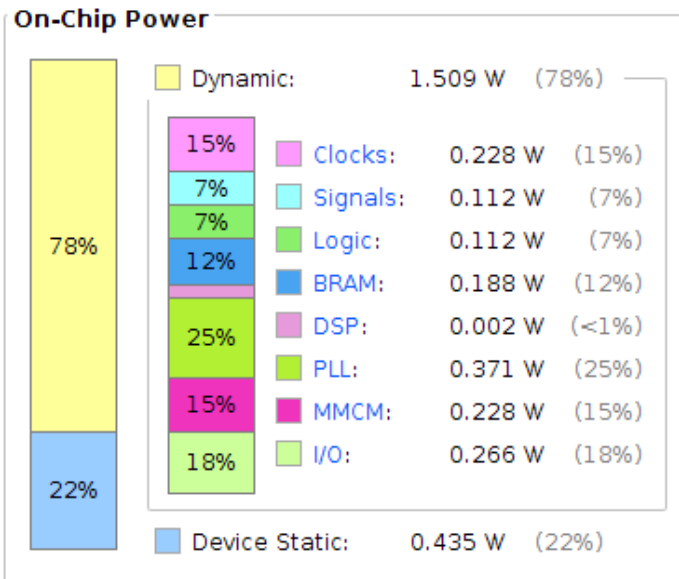 On-Chip Power
Dynamic: 1.509 W (78%)
78%
22%
15%
7%
7%
12%
25%
15%
18%
Clocks: 0.228 W (15%)
Signals: 0.112 W (7%)
Logic: 0.112 W (7%)
BRAM: 0.188 W (12%)
DSP: 0.002 W (<1%)
PLL: 0.371 W (25%)
MMCM: 0.228 W (15%)
I/O: 0.266 W (18%)
Device Static: 0.435 W (22%)